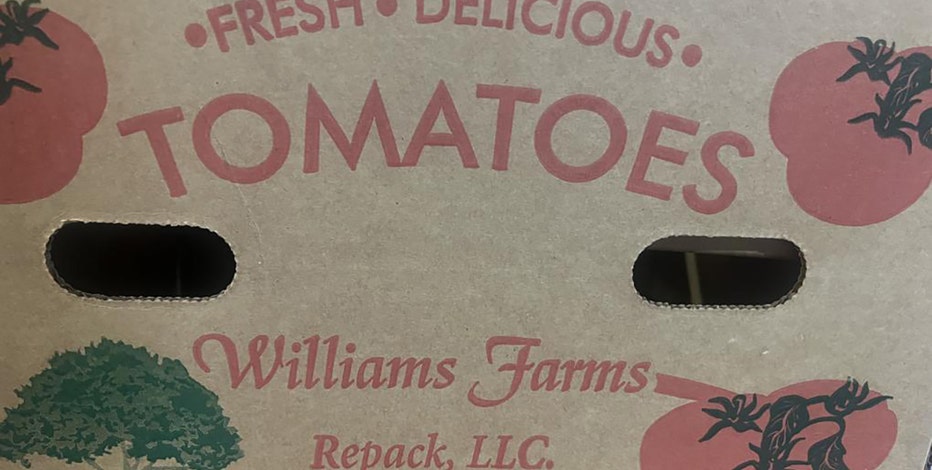 •FRESH • DELICIOUS•
TOMATOES
Williams Farms
Repack, LLC.